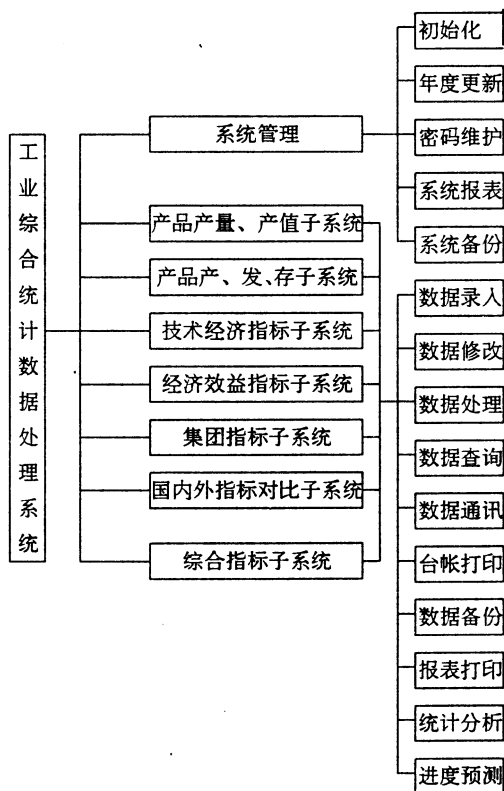 工业综合统计数据处理系统
系统管理
产品产量、产值子系统
产品产、发、存子系统
技术经济指标子系统
经济效益指标子系统
集团指标子系统
国内外指标对比子系统
综合指标子系统
初始化
年度更新
密码维护
系统报表
系统备份
数据录入
数据修改
数据处理
数据查询
数据通讯
台帐打印
数据备份
报表打印
统计分析
进度预测